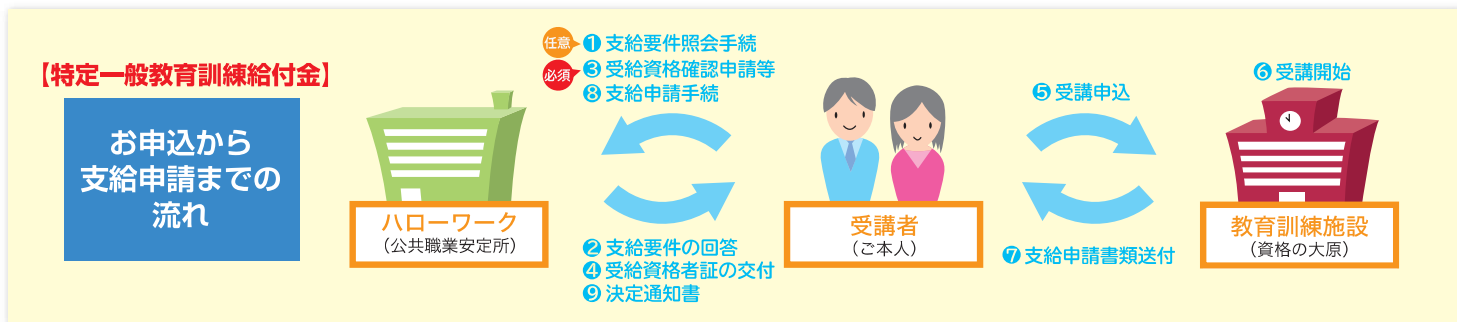 【特定一般教育訓練給付金】
お申込から
支給申請までの
流れ
任意 ❶ 支給要件照会手続
必須 ❸ 受給資格確認申請等
❽ 支給申請手続
ハローワーク
（公共職業安定所）
❷ 支給要件の回答
❹ 受給資格者証の交付
❾ 決定通知書
受講者
（ご本人）
❺ 受講申込
❼ 支給申請書類送付
❻ 受講開始
教育訓練施設
（資格の大原）